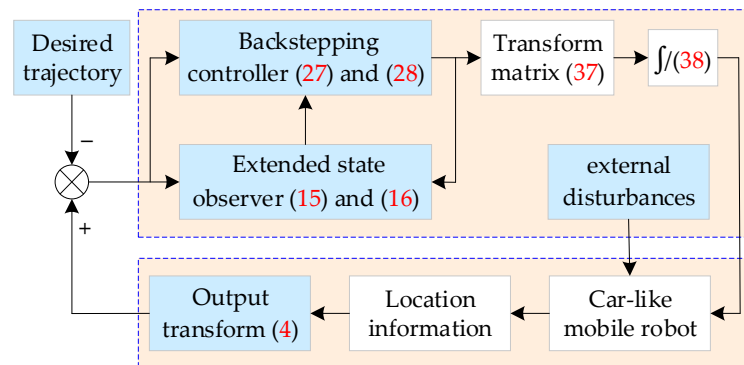 Desired
trajectory
Backstepping
controller (27) and (28)
Transform
matrix (37)
∫/(38)
−
Extended state
observer (15) and (16)
external
disturbances
+
Output
transform (4)
Location
information
Car-like
mobile robot